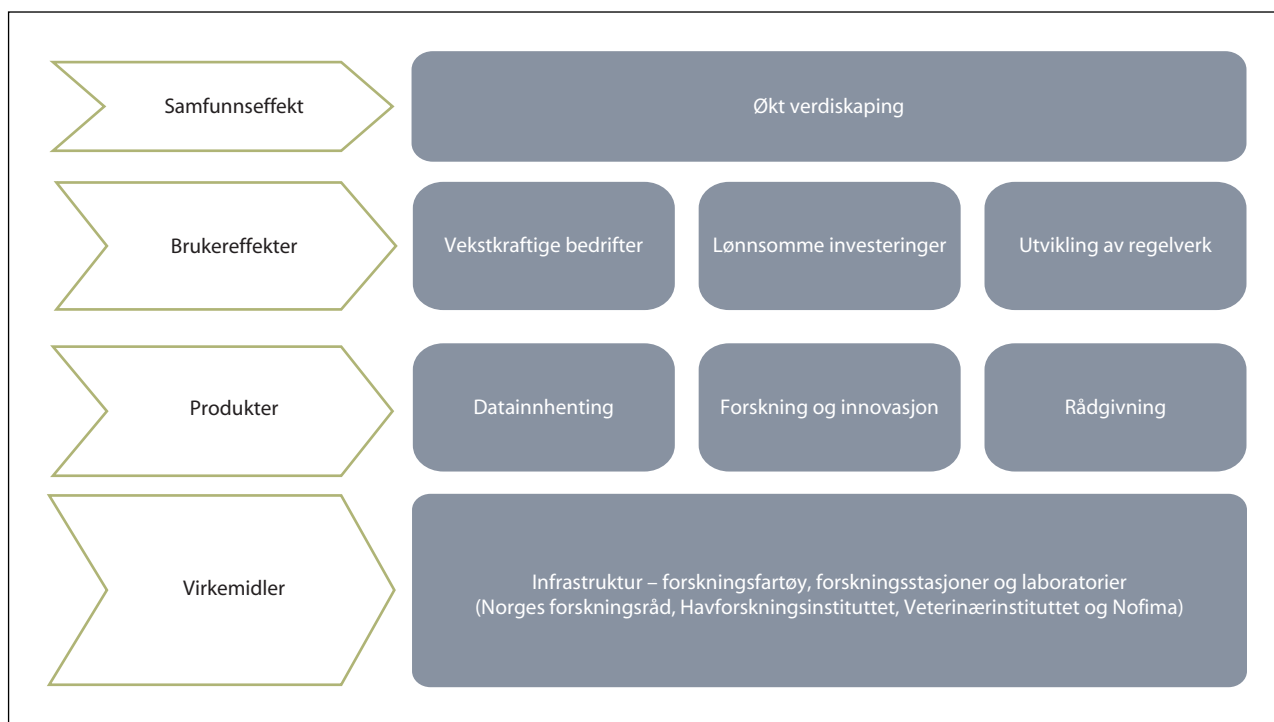 Samfunnseffekt
Økt verdiskaping
Brukereffekter
Vekstkraftige bedrifter
Lønnsomme investeringer
Utvikling av regelverk
Produkter
Datainnhenting
Forskning og innovasjon
Rådgivning
Virkemidler
Infrastruktur – forskningsfartøy, forskningsstasjoner og laboratorier
(Norges forskningsråd, Havforskningsinstituttet, Veterinærinstituttet og Nofima)